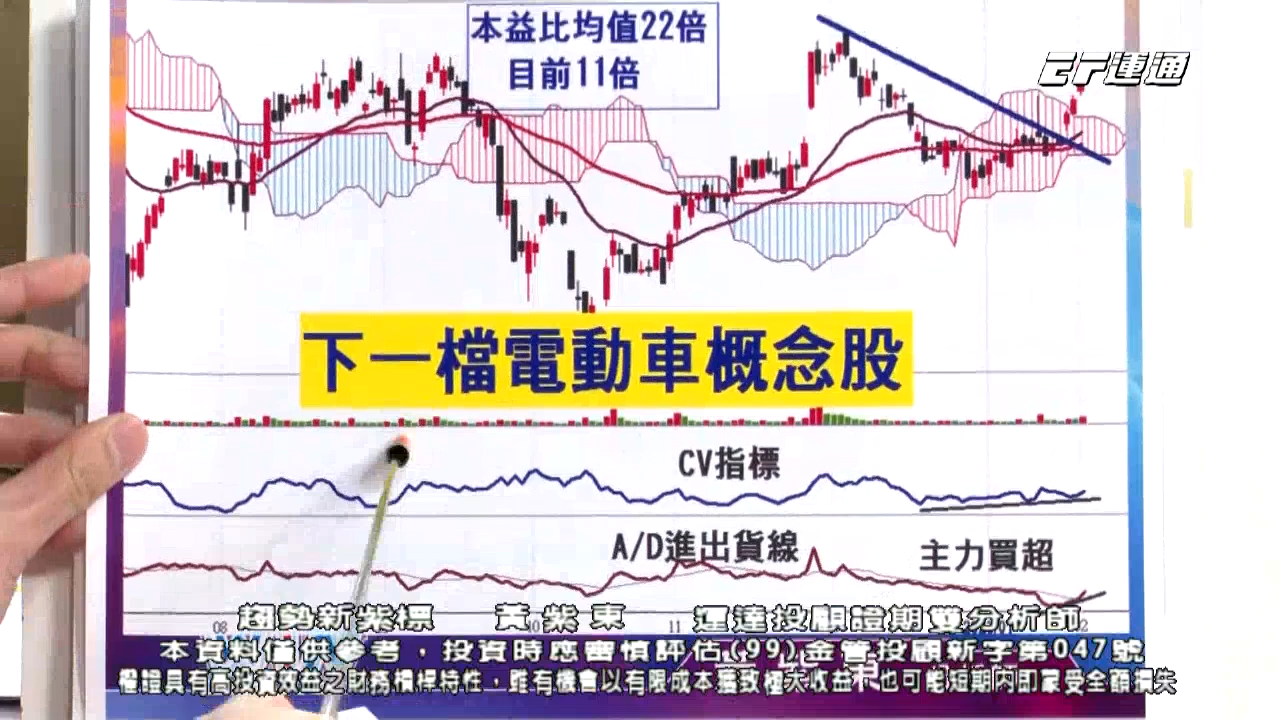 本益比均值22倍
目前11倍
運通
下一檔電動車概念股
CV指標
A/D進出貨線
主力買超
08
10
11
趨勢新紫標 黃紫東 運達投顧證期雙分析師
本資料僅供參考，投資時應審慎評估(99)金管投顧新字第047號
權證具有高投資效益之財務槓桿特性，雖有機會以有限成本獲致極大收益，也可能短期內即蒙受全額損失